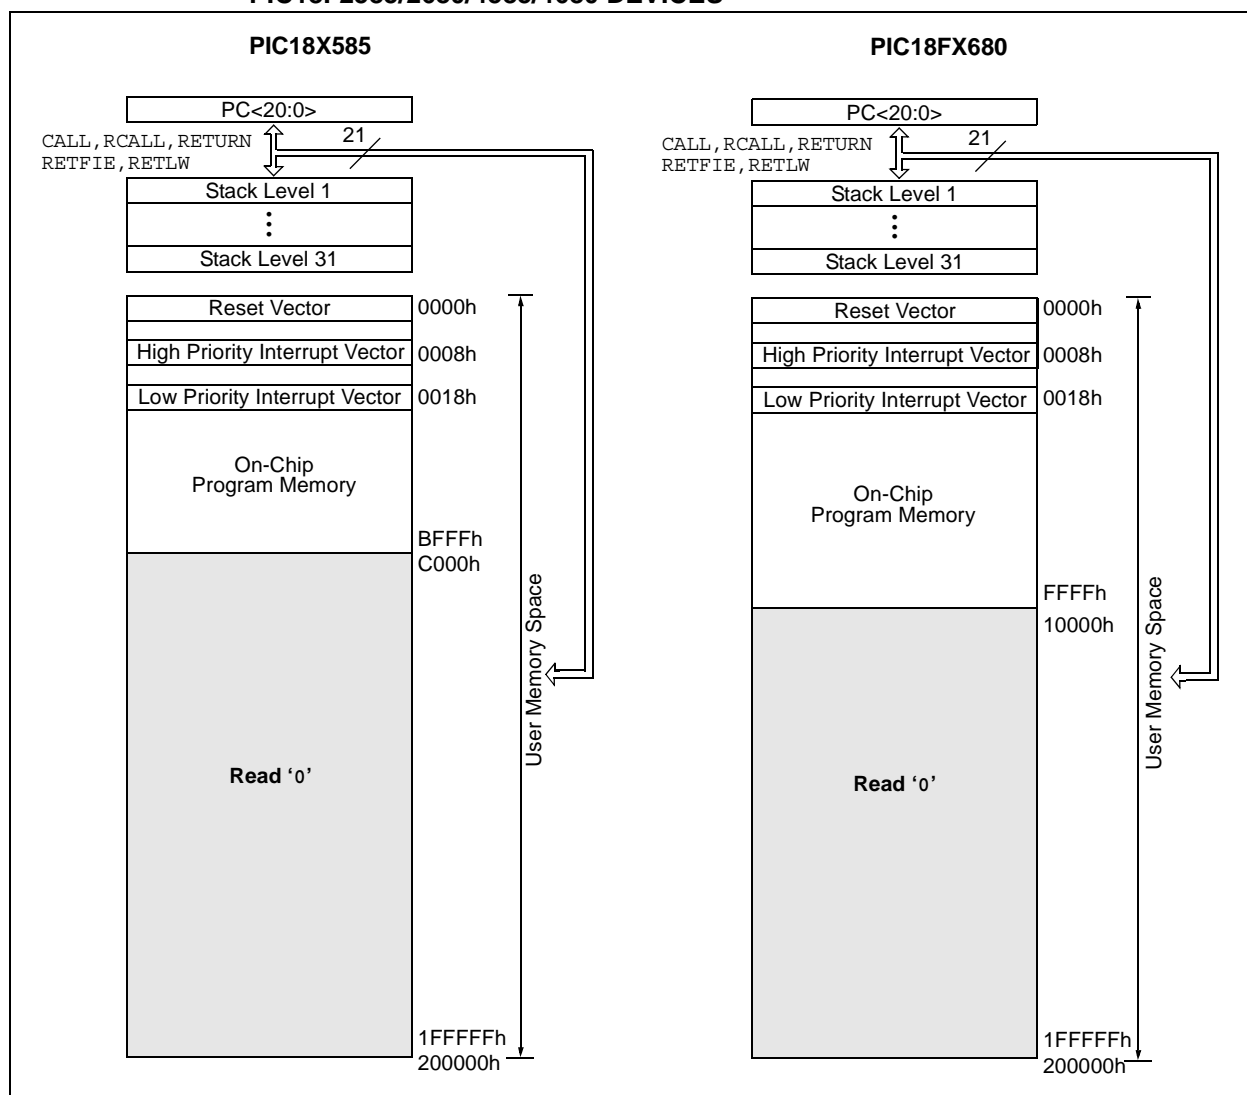 PIC18X585
PC<20:0>
CALL,RCALL,RETURN
RETFIE,RETLW
21
Stack Level 1
Stack Level 31
Reset Vector
0000h
High Priority Interrupt Vector
0008h
Low Priority Interrupt Vector
0018h
On-Chip
Program Memory
BFFFh
C000h
User Memory Space
Read ‘0’
1FFFFFh
200000h
PIC18FX680
PC<20:0>
CALL,RCALL,RETURN
RETFIE,RETLW
21
Stack Level 1
Stack Level 31
Reset Vector
0000h
High Priority Interrupt Vector
0008h
Low Priority Interrupt Vector
0018h
On-Chip
Program Memory
FFFFh
10000h
User Memory Space
Read ‘0’
1FFFFFh
200000h